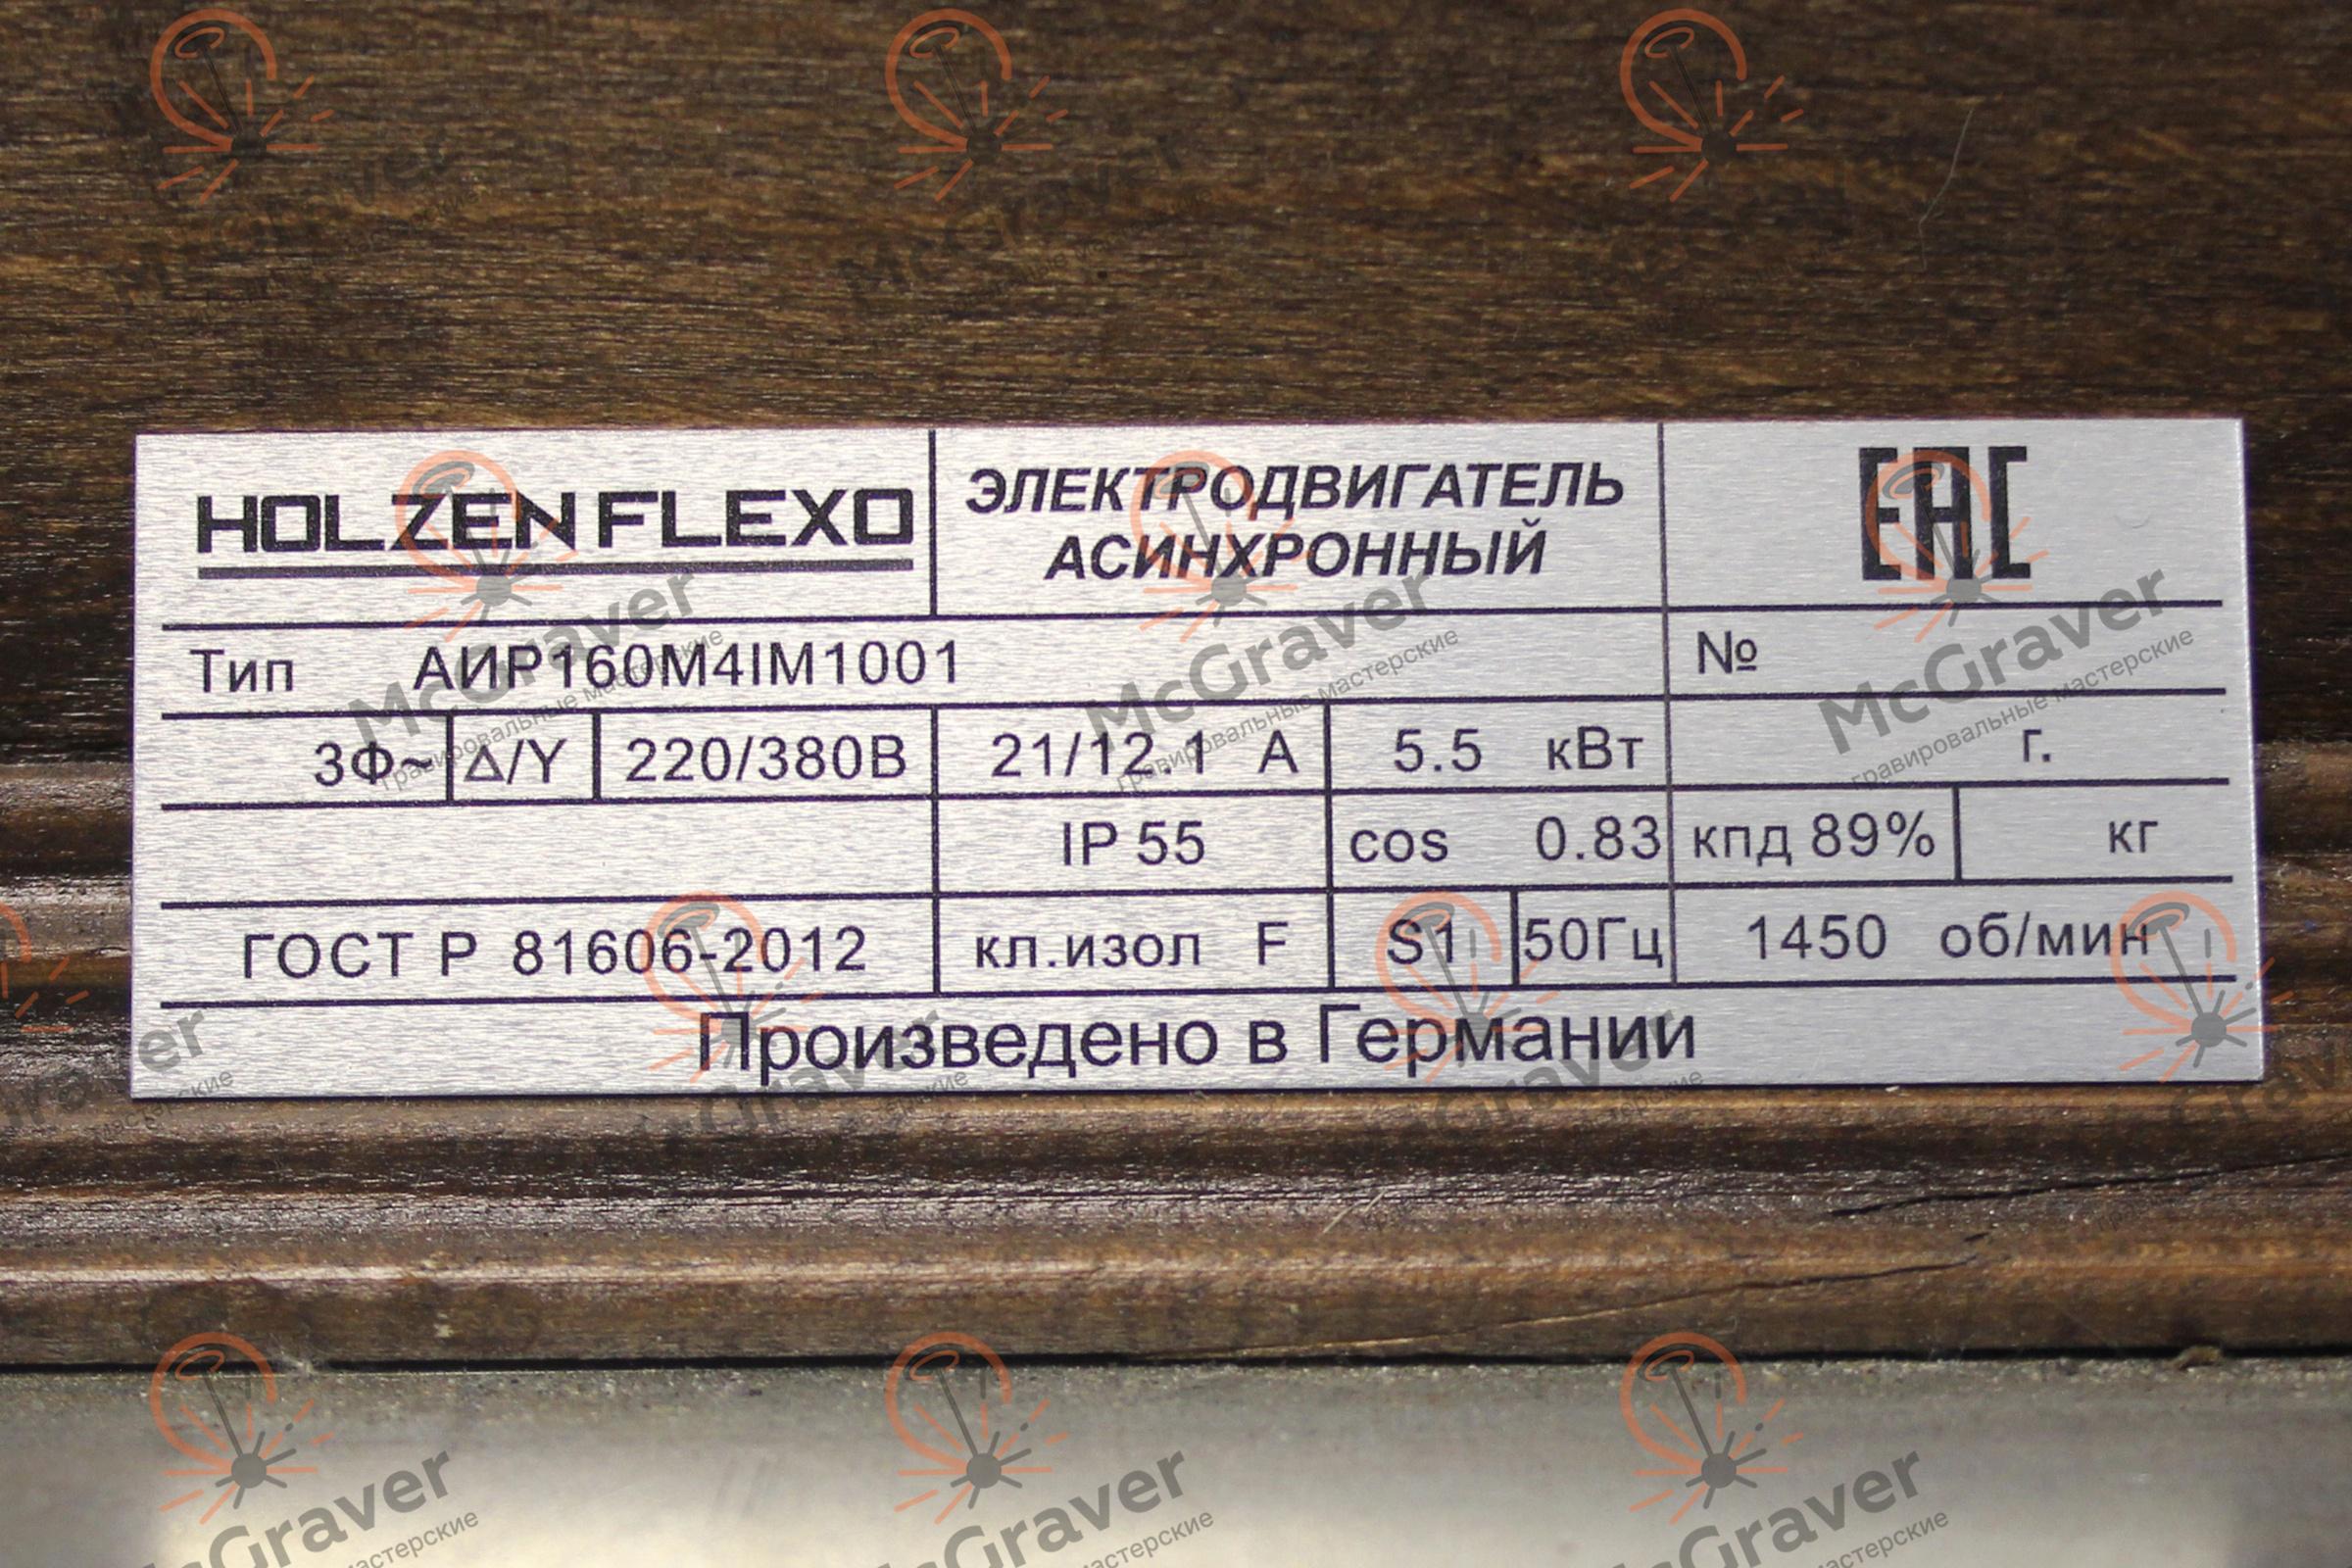 HOLZEN FLEXO
ЭЛЕКТРОДВИГАТЕЛЬ
АСИНХРОННЫЙ
EAC
Тип АИР160М4IM1001 №
3Ф~ Δ/Y 220/380В 21/12.1 А 5.5 кВт г.
IP 55 cos 0.83 кпд 89% кг
ГОСТ Р 81606-2012 кл.изол F S1 50Гц 1450 об/мин
Произведено в Германии
McGraver
гравировальные мастерские